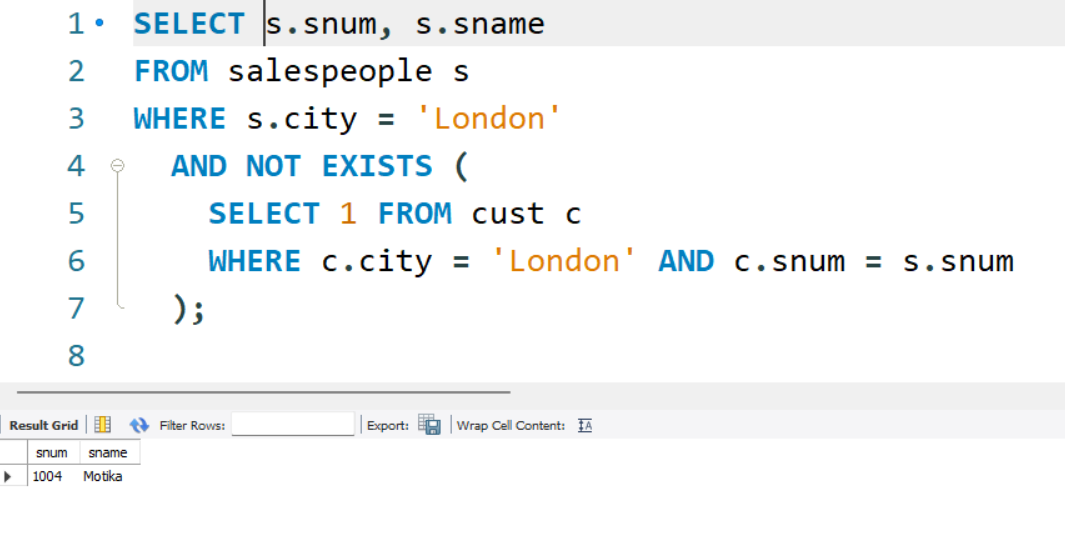 1 SELECT s.snum, s.sname
2 FROM salespeople s
3 WHERE s.city = 'London'
4 AND NOT EXISTS (
5 SELECT 1 FROM cust c
6 WHERE c.city = 'London' AND c.snum = s.snum
7 );
8
Result Grid Filter Rows: Export: Wrap Cell Content: IA
snum sname
1004 Motika